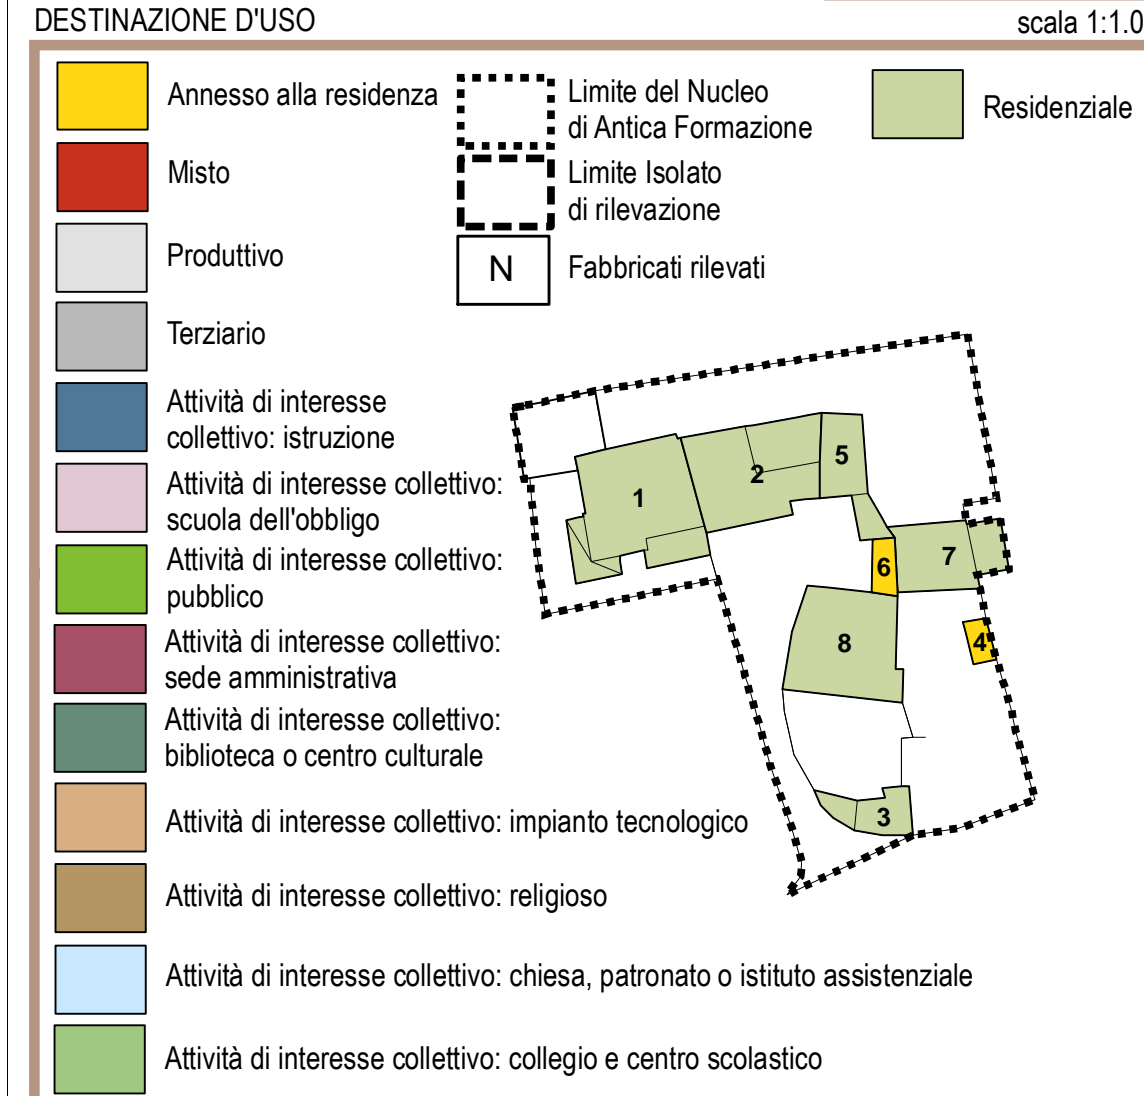 DESTINAZIONE D'USO
scala 1:1.0
Annesso alla residenza
Misto
Produttivo
Terziario
Attività di interesse
collettivo: istruzione
Attività di interesse collettivo:
scuola dell'obbligo
Attività di interesse collettivo:
pubblico
Attività di interesse collettivo:
sede amministrativa
Attività di interesse collettivo:
biblioteca o centro culturale
Attività di interesse collettivo: impianto tecnologico
Attività di interesse collettivo: religioso
Attività di interesse collettivo: chiesa, patronato o istituto assistenziale
Attività di interesse collettivo: collegio e centro scolastico
Limite del Nucleo
di Antica Formazione
Limite Isolato
di rilevazione
N
Fabbricati rilevati
Residenziale
1
2
5
6
7
8
4
3